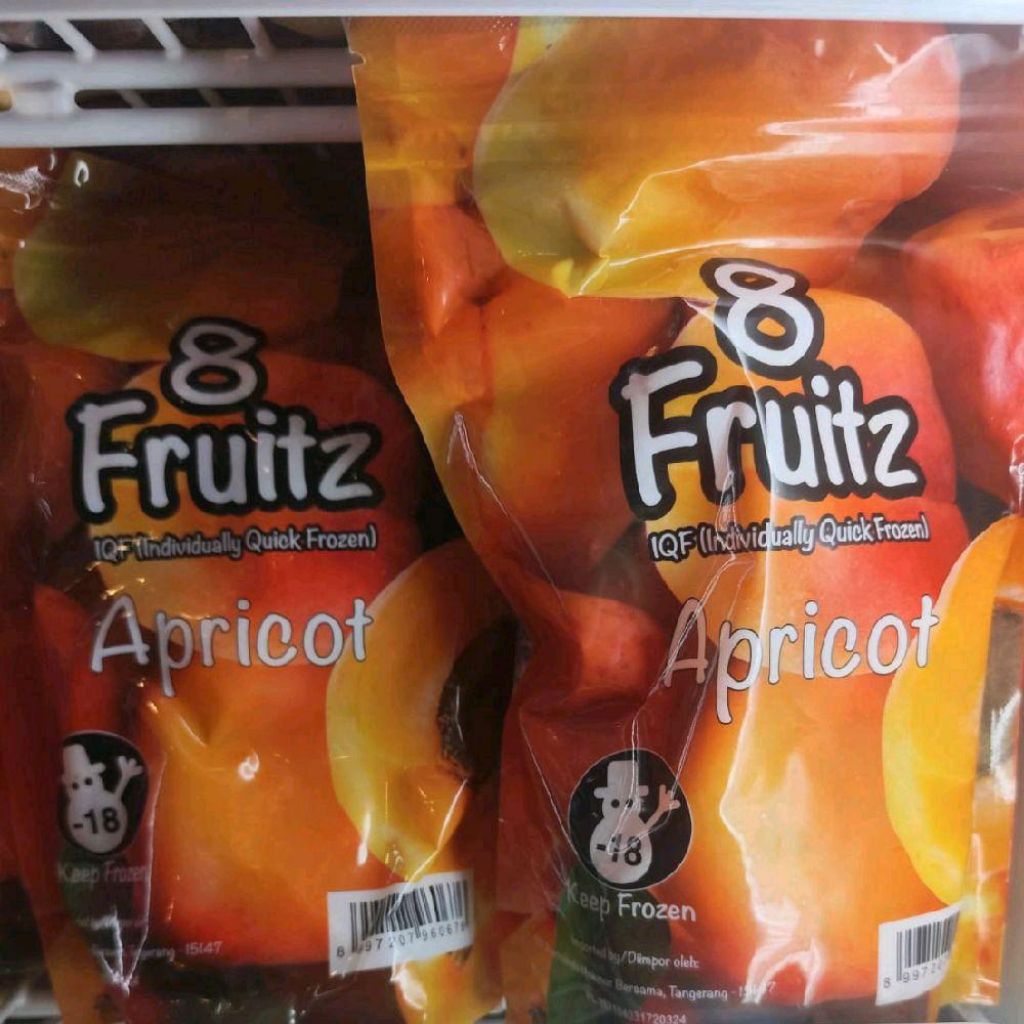 8
Fruitz
IQF (Individually Quick Frozen)
Apricot
-18
Keep Frozen
15147
8
Fruitz
IQF (Individually Quick Frozen)
Apricot
-18
Keep Frozen
Imported by/Diimpor oleh:
Bersama, Tangerang - 15147